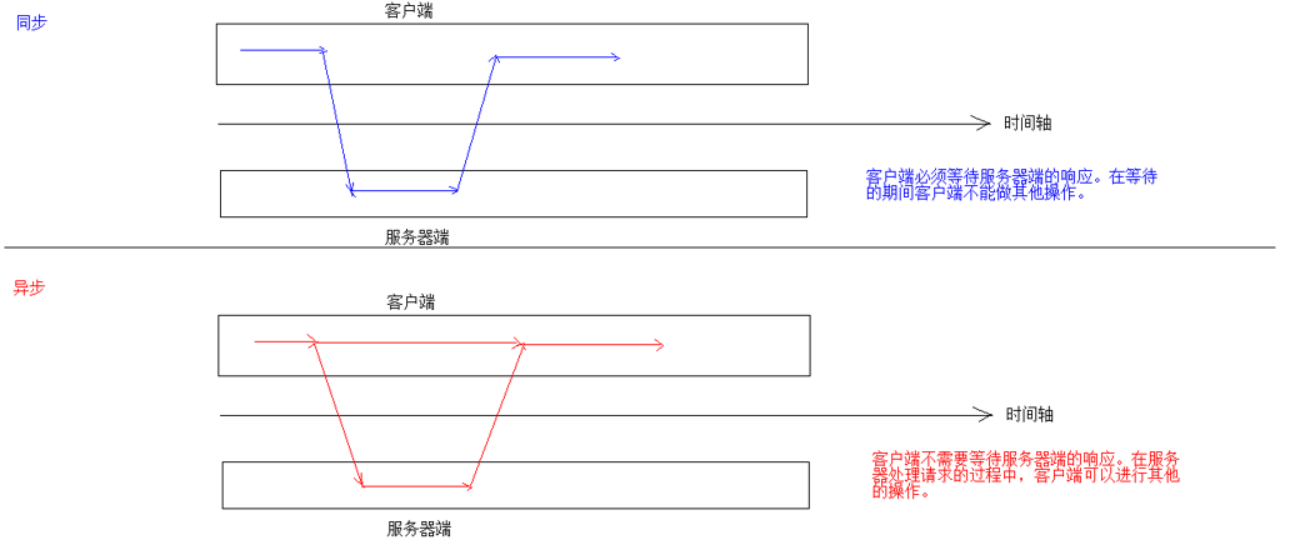 同步
客户端
时间轴
客户端必须等待服务器端的响应。在等待
的期间客户端不能做其他操作。
服务器端
异步
客户端
时间轴
客户端不需要等待服务器端的响应。在服务
器处理请求的过程中，客户端可以进行其他
的操作。
服务器端